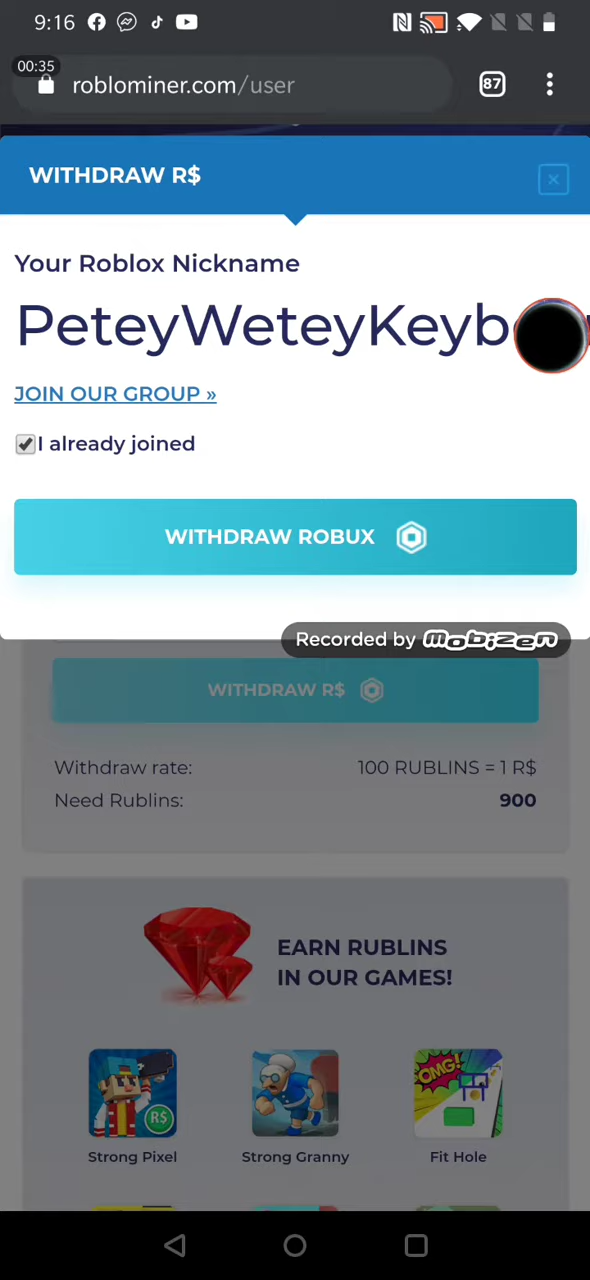 9:16
00:35
roblominer.com/user
87
WITHDRAW R$
Your Roblox Nickname
PeteyWeteyKeyb
JOIN OUR GROUP »
I already joined
WITHDRAW ROBUX
Recorded by mobizen
WITHDRAW R$
Withdraw rate: 100 RUBLINS = 1 R$
Need Rublins: 900
EARN RUBLINS
IN OUR GAMES!
OMG!
R$
Strong Pixel Strong Granny Fit Hole